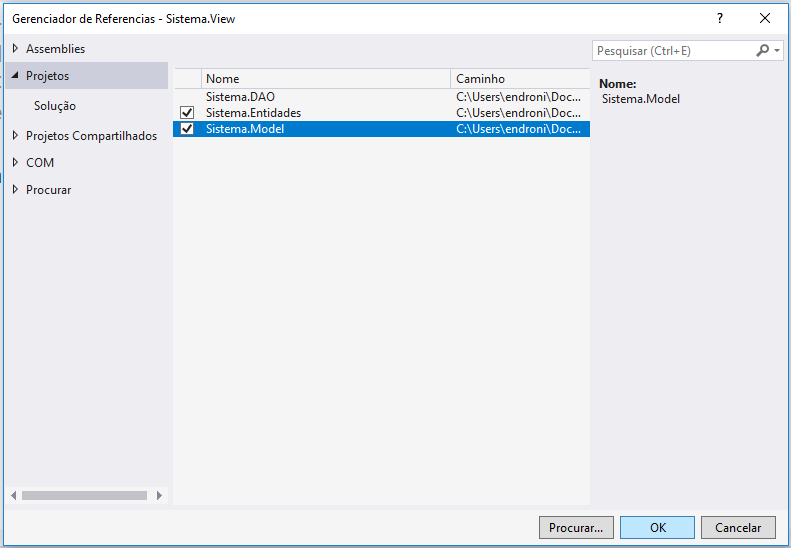 Gerenciador de Referencias - Sistema.View
?
Assemblies
Projetos
Solução
Projetos Compartilhados
COM
Procurar
Nome Caminho
Sistema.DAO C:\Users\endroni\Doc...
Sistema.Entidades C:\Users\endroni\Doc...
Sistema.Model C:\Users\endroni\Doc...
Pesquisar (Ctrl+E)
Nome:
Sistema.Model
Procurar... OK Cancelar